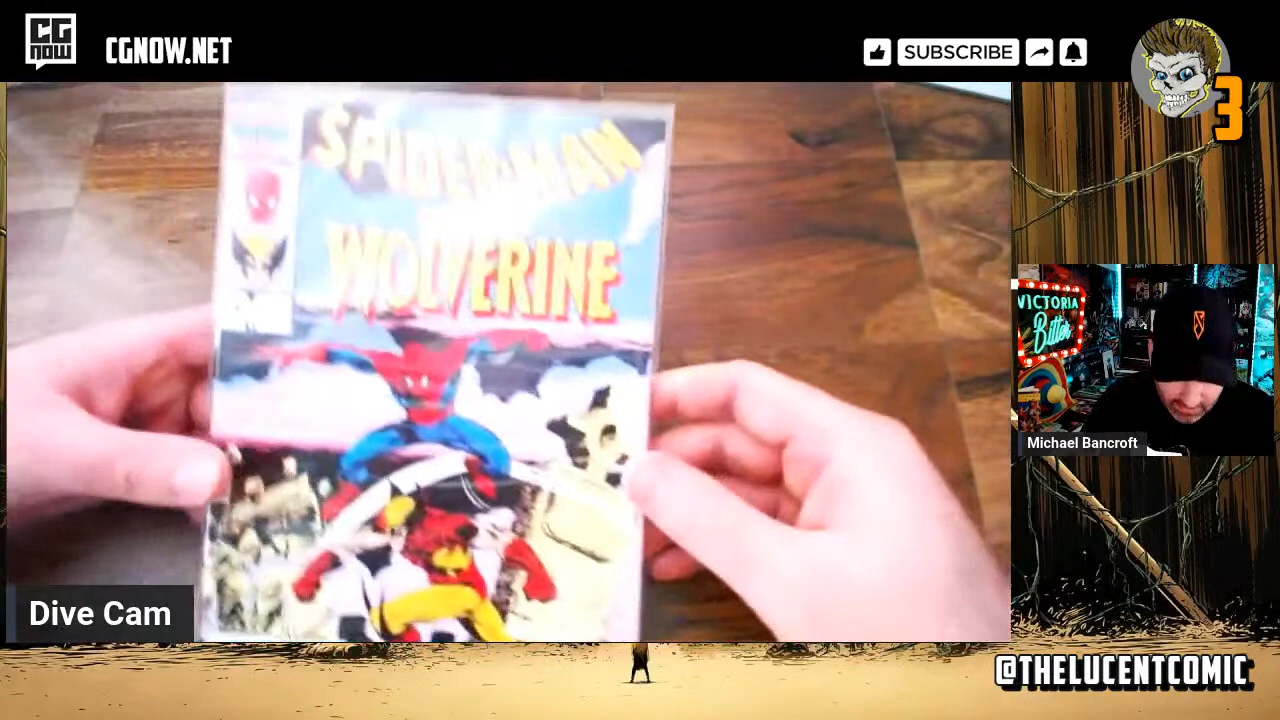 CG
NOW
CGNOW.NET
SUBSCRIBE
3
SPIDER-MAN
WOLVERINE
VICTORIA
Bitter
Michael Bancroft
Dive Cam
@THELUCENTCOMIC